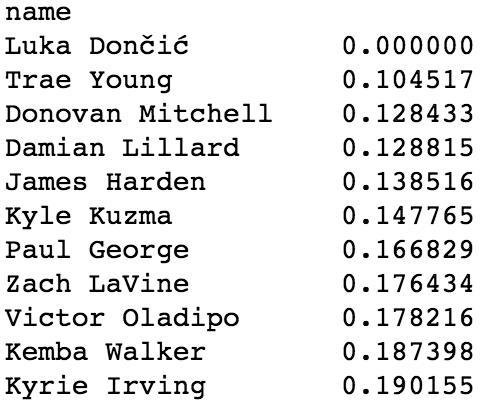 name
Luka Dončić 0.000000
Trae Young 0.104517
Donovan Mitchell 0.128433
Damian Lillard 0.128815
James Harden 0.138516
Kyle Kuzma 0.147765
Paul George 0.166829
Zach LaVine 0.176434
Victor Oladipo 0.178216
Kemba Walker 0.187398
Kyrie Irving 0.190155